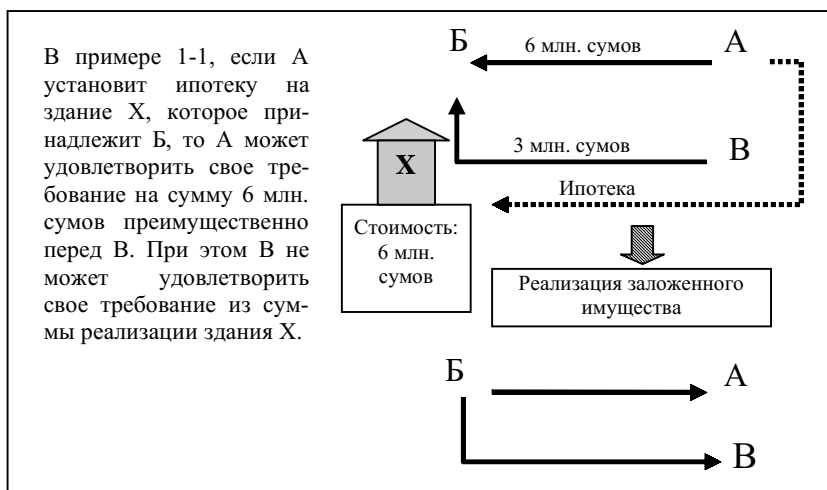 В примере 1-1, если А
установит ипотеку на
здание Х, которое при-
надлежит Б, то А может
удовлетворить свое тре-
бование на сумму 6 млн.
сумов преимущественно
перед В. При этом В не
может удовлетворить
свое требование из сум-
мы реализации здания Х.
Б 6 млн. сумов А
3 млн. сумов В
Х
Ипотека
Стоимость:
6 млн.
сумов
Реализация заложенного
имущества
Б А
В